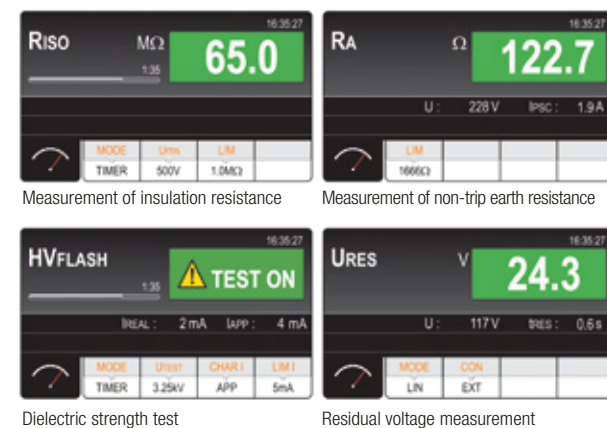 16:35:27
RISO MΩ 65.0
1:35
MODE UTRN LIM
TIMER 500V 1.0MΩ
Measurement of insulation resistance
16:35:27
RA Ω 122.7
U: 228 V IPSC: 1.9 A
LIM
1666Ω
Measurement of non-trip earth resistance
16:35:27
HVFLASH TEST ON
1:35
IREAL: 2 mA IAPP: 4 mA
MODE UTEST CHAR I LIM I
TIMER 3.25kV APP 5mA
Dielectric strength test
16:35:27
URES V 24.3
U: 117 V tRES: 0.6 s
MODE CON
LIN EXT
Residual voltage measurement